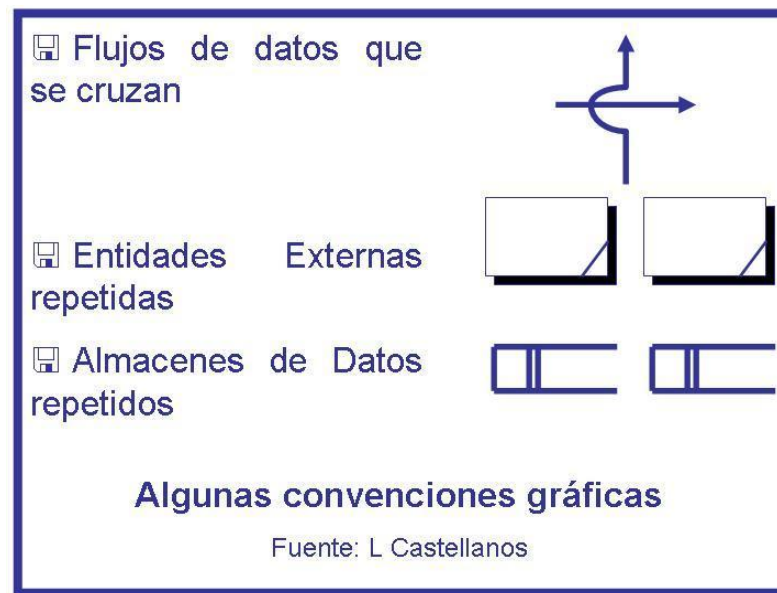 Flujos de datos que
se cruzan
Entidades Externas
repetidas
Almacenes de Datos
repetidos
Algunas convenciones gráficas
Fuente: L Castellanos